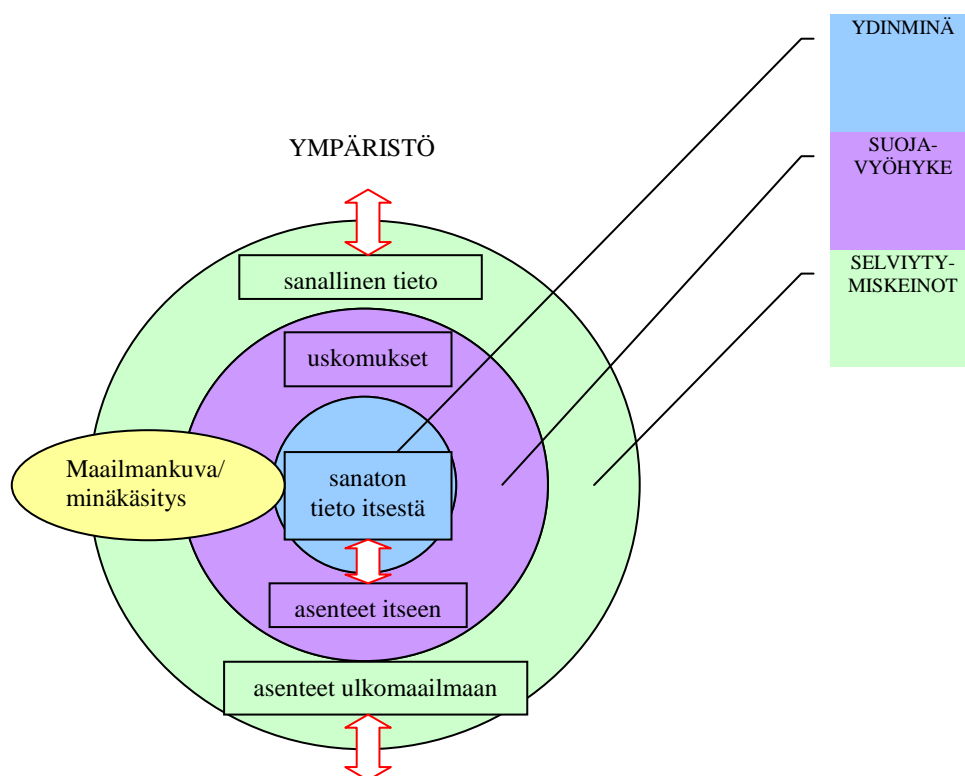 YDINMINÄ
SUOJA-
VYÖHYKE
SELVIYTY-
MISKEINOT
YMPÄRISTÖ
sanallinen tieto
uskomukset
Maailmankuva/
minäkäsitys
sanaton
tieto itsestä
asenteet itseen
asenteet ulkomaailmaan